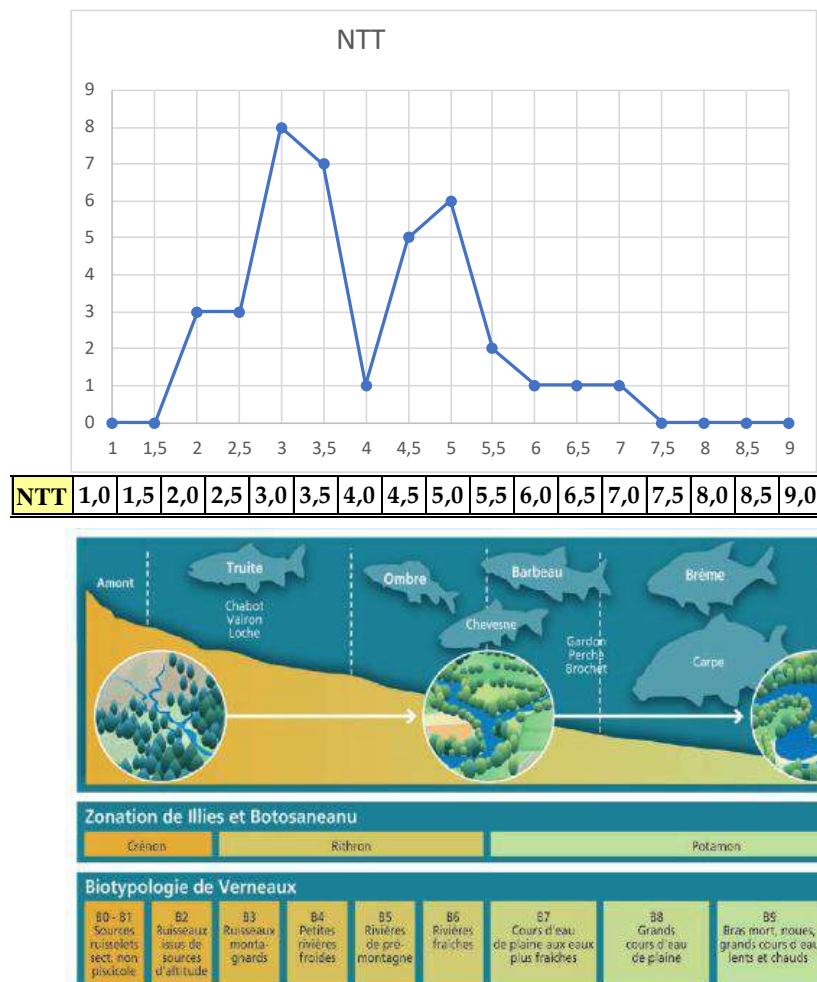 NTT
9
8
7
6
5
4
3
2
1
0
1 1,5 2 2,5 3 3,5 4 4,5 5 5,5 6 6,5 7 7,5 8 8,5 9
NTT 1,0 1,5 2,0 2,5 3,0 3,5 4,0 4,5 5,0 5,5 6,0 6,5 7,0 7,5 8,0 8,5 9,0
Amont
Truite
Chabot
Vairon
Loche
Ombre
Barbeau
Chevesne
Gardon
Perche
Brochet
Brème
Carpe
Zonation de Illies et Botosaneanu
Crénon Rithron Potamon
Biotypologie de Verneaux
B0 - B1
Sources
ruisselets
sect. non
piscicole
B2
Ruisseaux
issus de
sources
d'altitude
B3
Ruisseaux
monta-
gnards
B4
Petites
rivières
froides
B5
Rivières
de pré-
montagne
B6
Rivières
fraîches
B7
Cours d'eau
de plaine aux eaux
plus fraîches
B8
Grands
cours d'eau
de plaine
B9
Bras mort, noues,
grands cours d'eau
lents et chauds